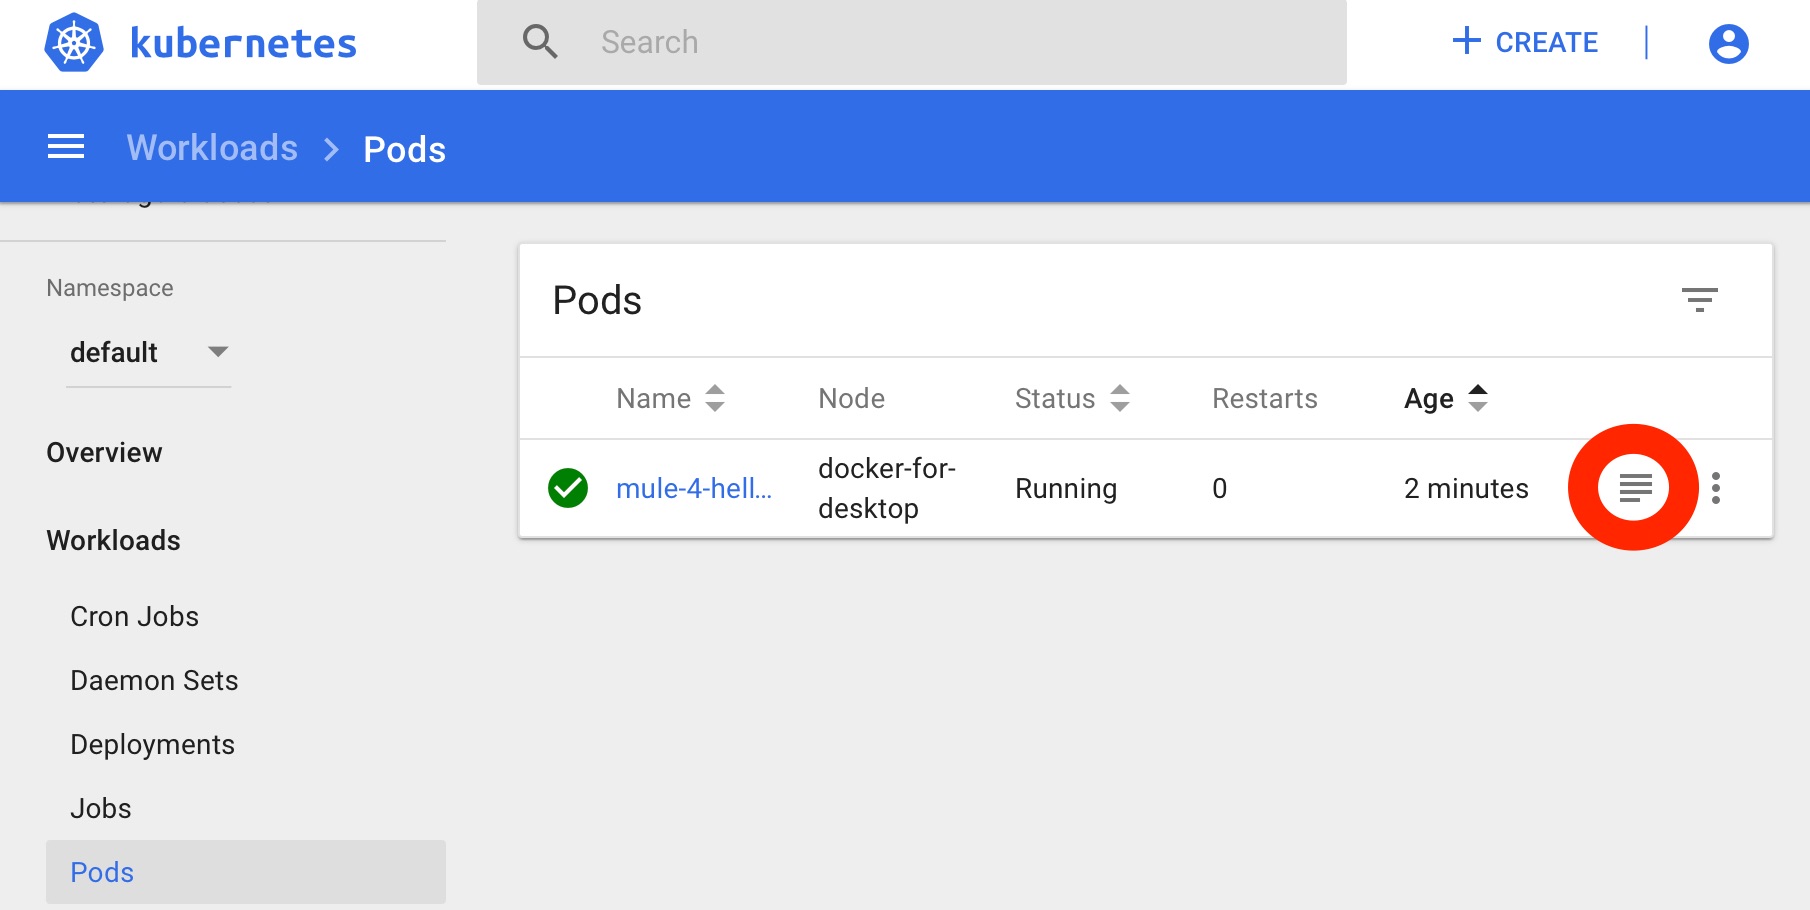 kubernetes
Search
+ CREATE
Workloads > Pods
Namespace
default
Overview
Workloads
Cron Jobs
Daemon Sets
Deployments
Jobs
Pods
Pods
Name Node Status Restarts Age
mule-4-hell... docker-for-
desktop Running 0 2 minutes